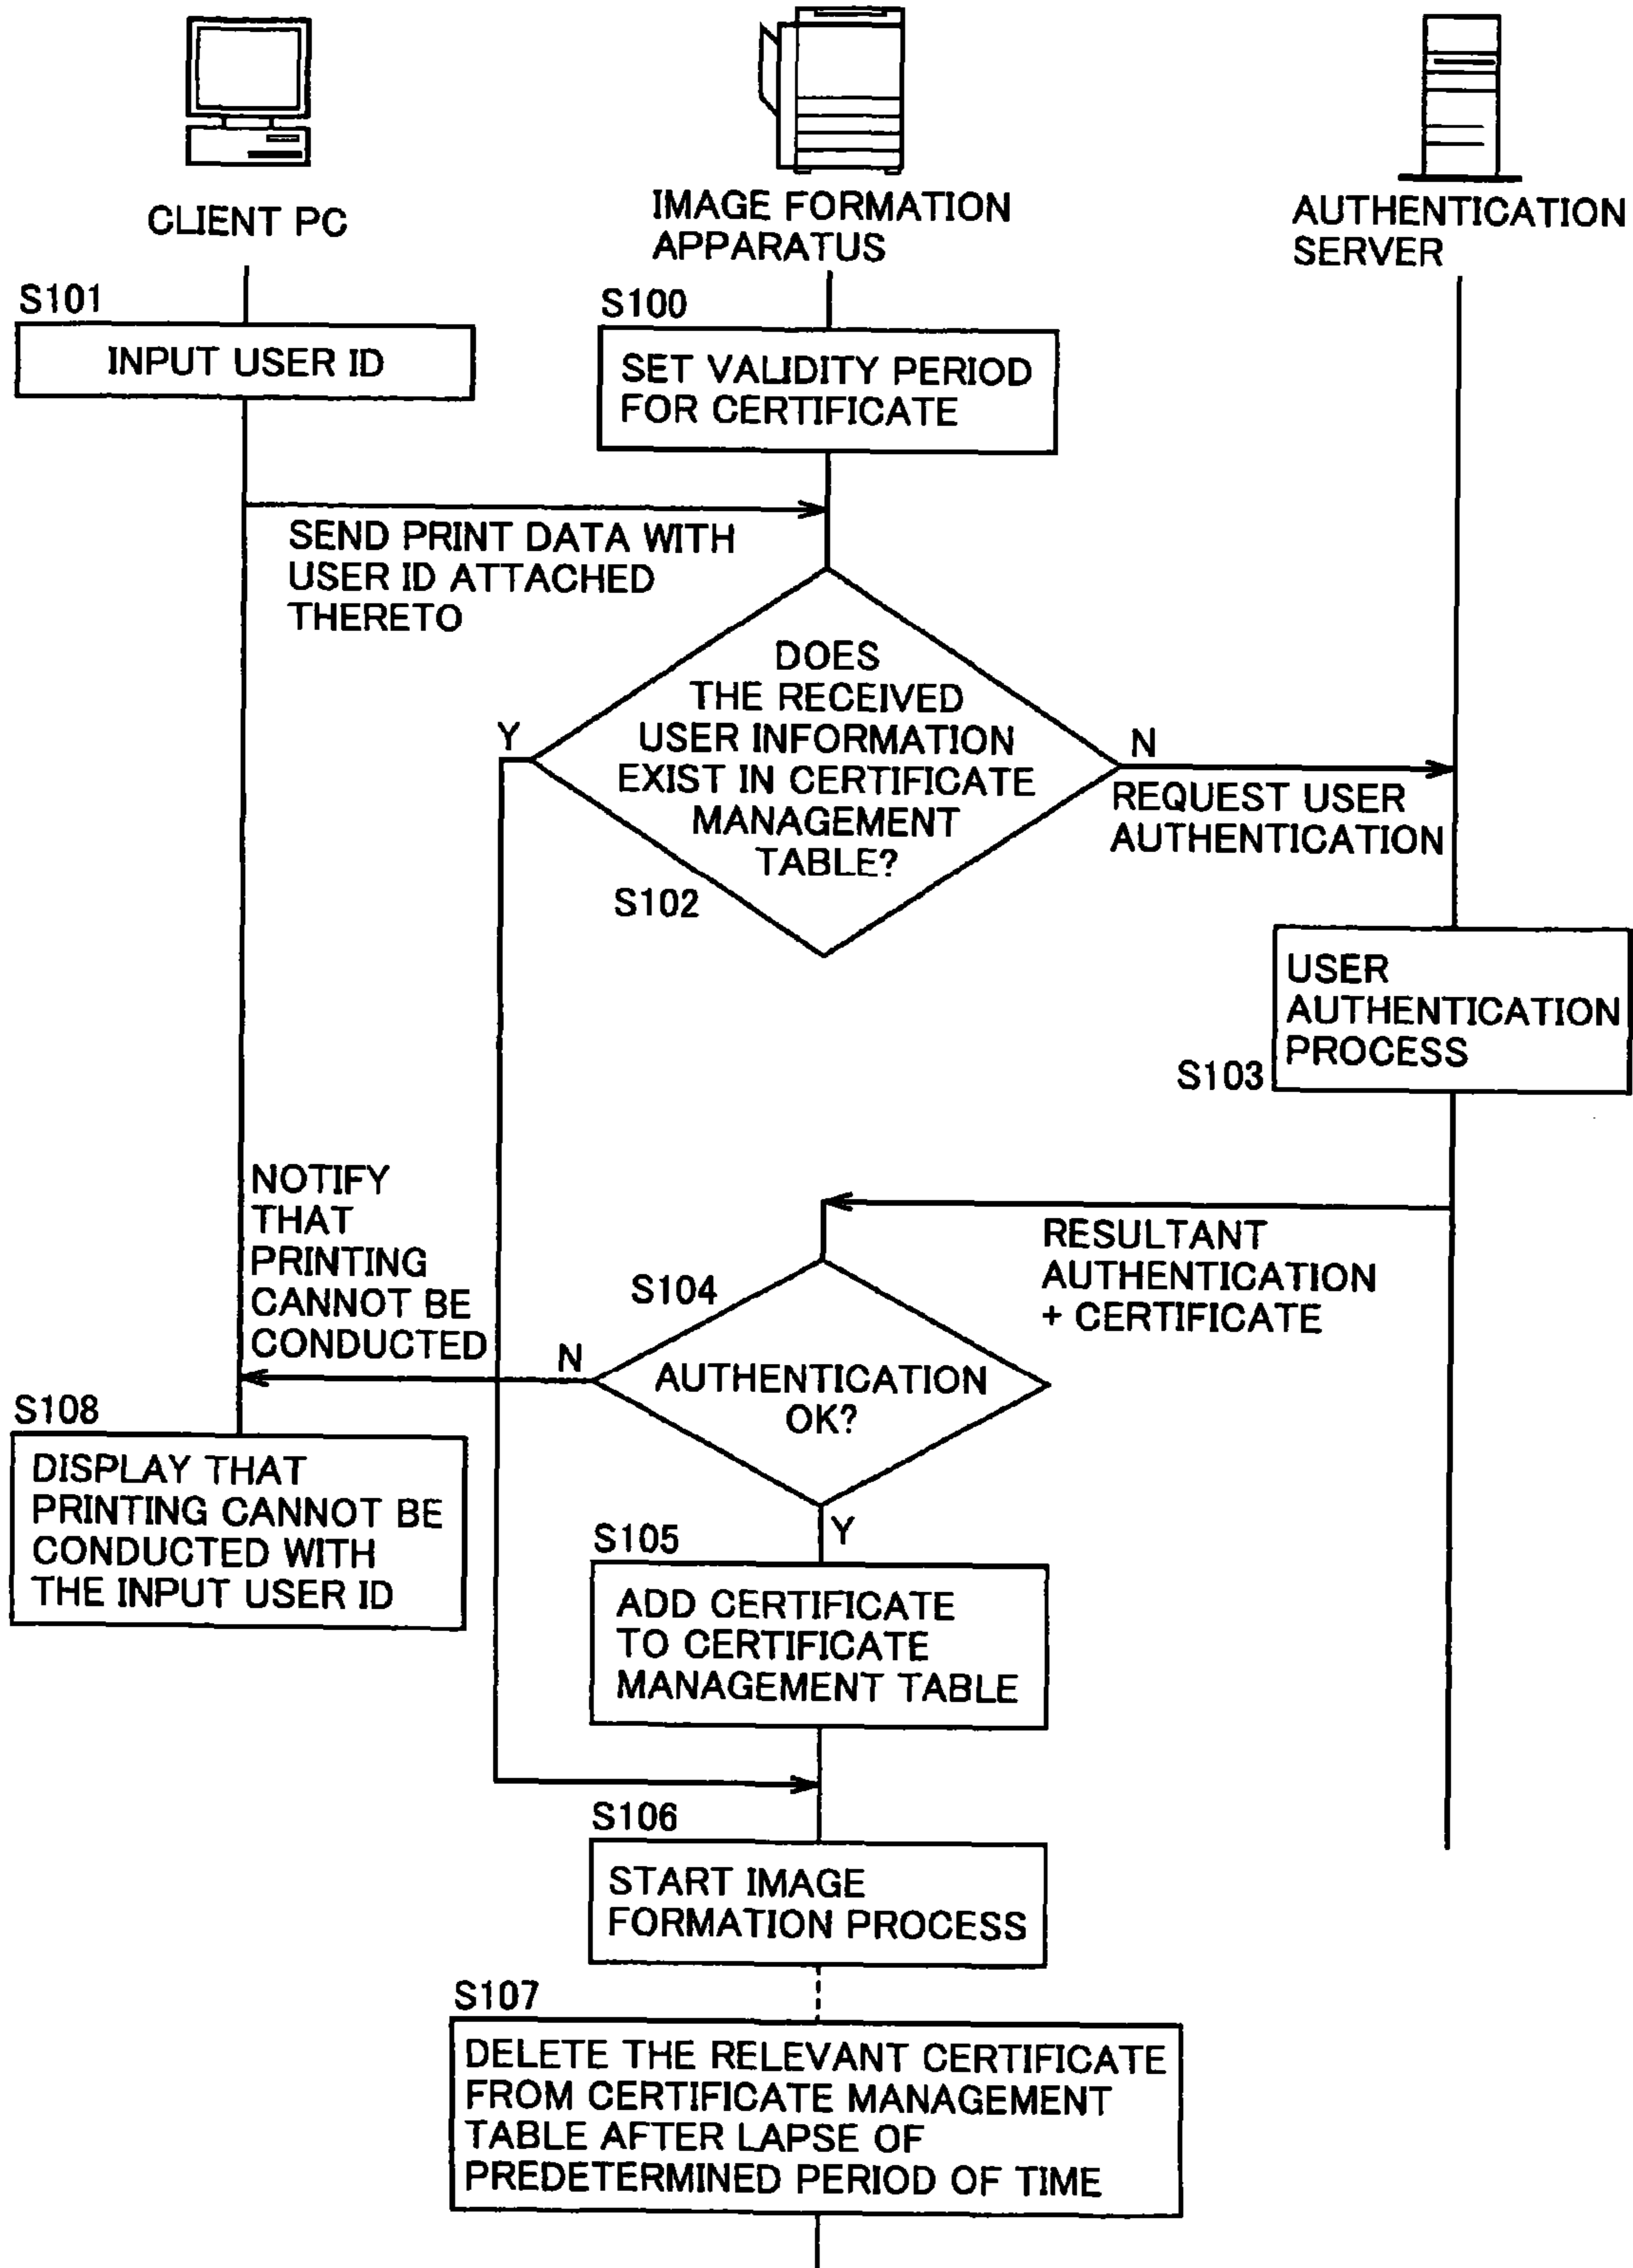 CLIENT PC
IMAGE FORMATION
APPARATUS
AUTHENTICATION
SERVER
S101
INPUT USER ID
S100
SET VALIDITY PERIOD
FOR CERTIFICATE
SEND PRINT DATA WITH
USER ID ATTACHED
THERETO
DOES
THE RECEIVED
USER INFORMATION
EXIST IN CERTIFICATE
MANAGEMENT
TABLE?
Y
N
S102
REQUEST USER
AUTHENTICATION
USER
AUTHENTICATION
PROCESS
S103
RESULTANT
AUTHENTICATION
+ CERTIFICATE
NOTIFY
THAT
PRINTING
CANNOT BE
CONDUCTED
S104
AUTHENTICATION
OK?
N
Y
S108
DISPLAY THAT
PRINTING CANNOT BE
CONDUCTED WITH
THE INPUT USER ID
S105
ADD CERTIFICATE
TO CERTIFICATE
MANAGEMENT TABLE
S106
START IMAGE
FORMATION PROCESS
S107
DELETE THE RELEVANT CERTIFICATE
FROM CERTIFICATE MANAGEMENT
TABLE AFTER LAPSE OF
PREDETERMINED PERIOD OF TIME